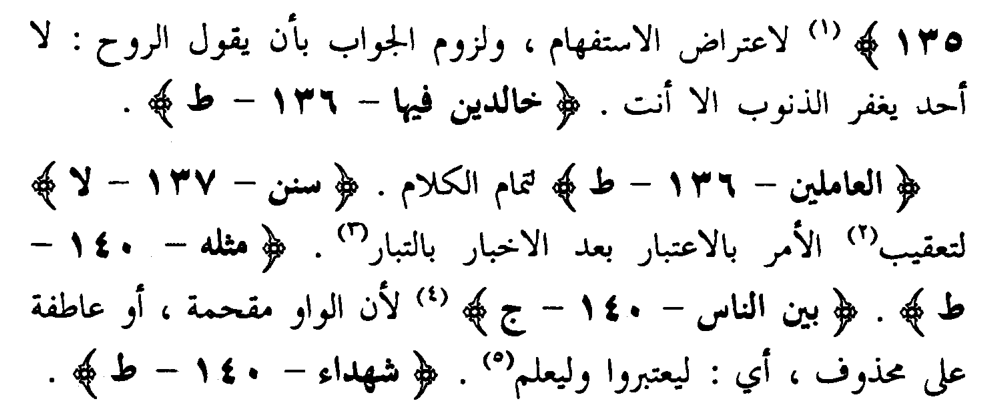 ١٣٥ ﴾ (١) لاعتراض الاستفهام ، ولزوم الجواب بأن يقول الروح : لا
أحد يغفر الذنوب الا أنت . ﴿ خالدين فيها – ١٣٦ – ط ﴾ .
﴿ العاملين – ١٣٦ – ط ﴾ لتمام الكلام . ﴿ سنن – ١٣٧ – لا ﴾
لتعقيب(٢) الأمر بالاعتبار بعد الاخبار بالتبار(٣) . ﴿ مثله – ١٤٠ –
ط ﴾ . ﴿ بين الناس – ١٤٠ – ج ﴾ (٤) لأن الواو مقحمة ، أو عاطفة
على محذوف ، أي : ليعتبروا وليعلم(٥) . ﴿ شهداء – ١٤٠ – ط ﴾ .